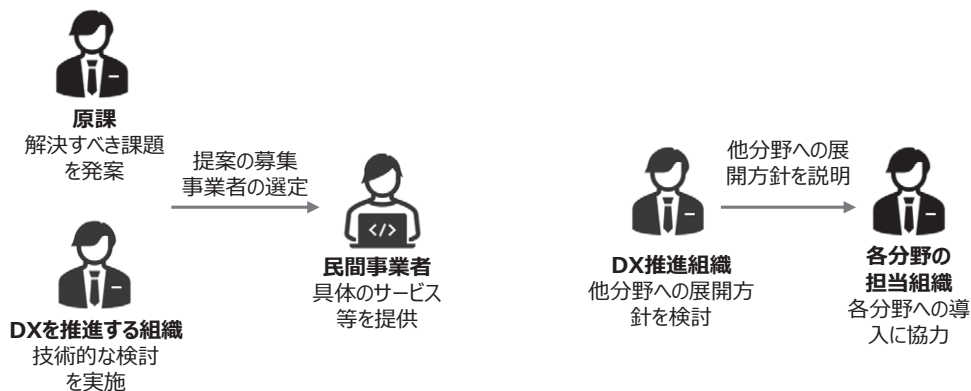 原課
解決すべき課題
を発案
提案の募集
事業者の選定
DXを推進する組織
技術的な検討
を実施
</>
民間事業者
具体のサービス
等を提供
DX推進組織
他分野への展開方
針を検討
他分野への展
開方針を説明
各分野の
担当組織
各分野への導
入に協力